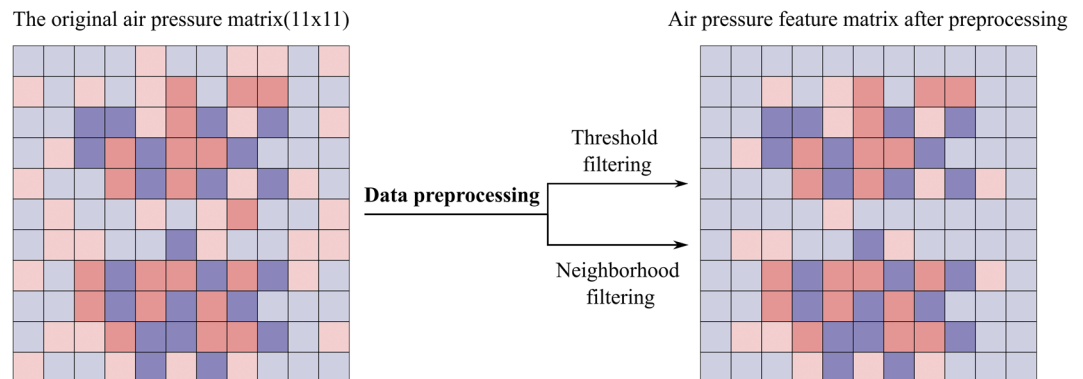 The original air pressure matrix(11x11)
Air pressure feature matrix after preprocessing
Data preprocessing
Threshold
filtering
Neighborhood
filtering